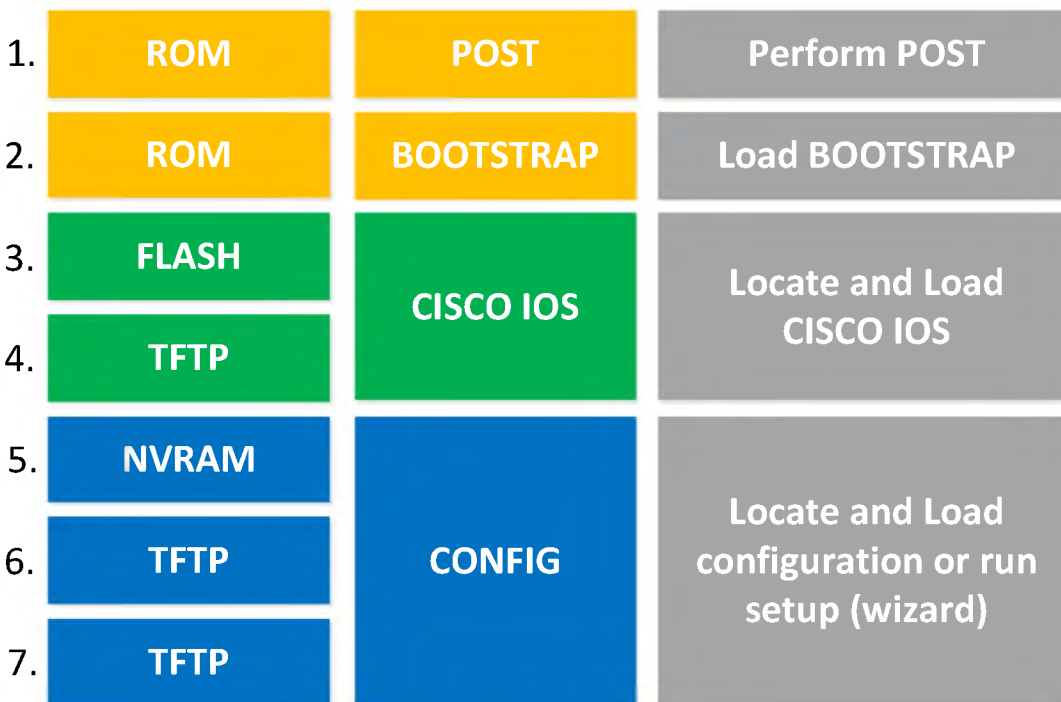 1. ROM POST Perform POST
2. ROM BOOTSTRAP Load BOOTSTRAP
3. FLASH
4. TFTP
CISCO IOS
Locate and Load
CISCO IOS
5. NVRAM
6. TFTP
7. TFTP
CONFIG
Locate and Load
configuration or run
setup (wizard)